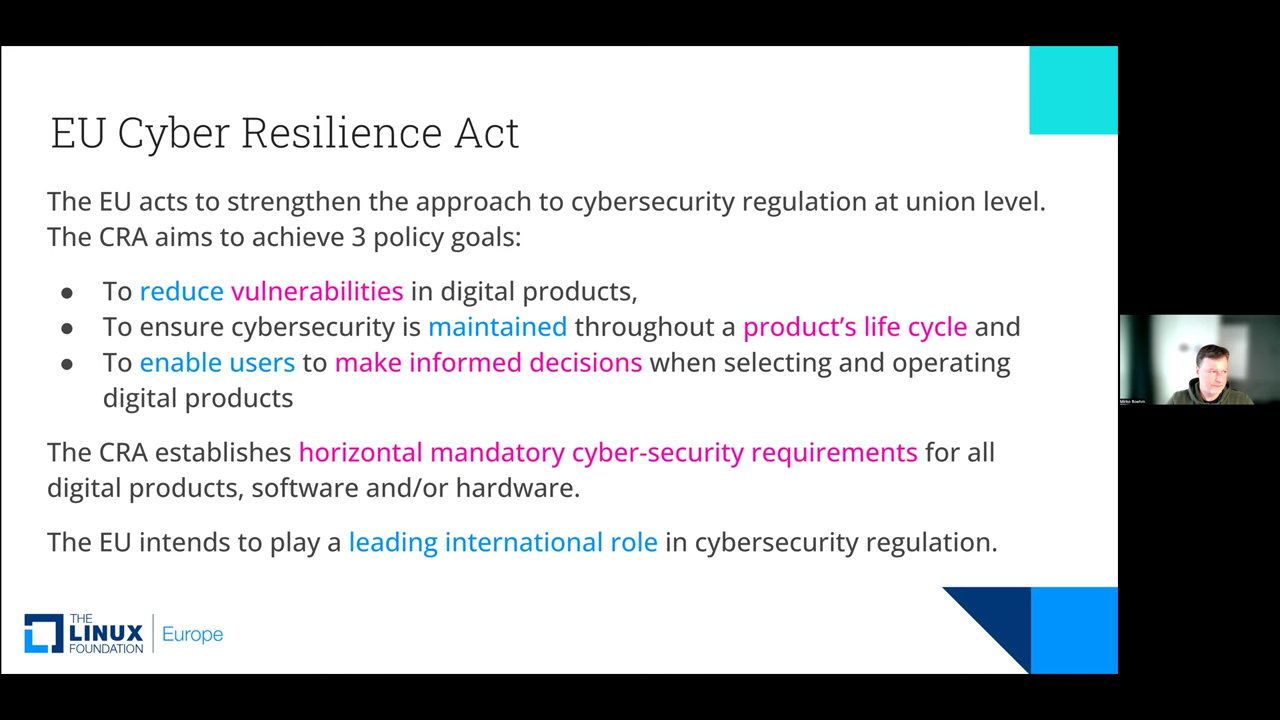 EU Cyber Resilience Act
The EU acts to strengthen the approach to cybersecurity regulation at union level.
The CRA aims to achieve 3 policy goals:
● To reduce vulnerabilities in digital products,
● To ensure cybersecurity is maintained throughout a product's life cycle and
● To enable users to make informed decisions when selecting and operating
digital products
The CRA establishes horizontal mandatory cyber-security requirements for all
digital products, software and/or hardware.
The EU intends to play a leading international role in cybersecurity regulation.
THE
LINUX
FOUNDATION
Europe
Mirko Boehm